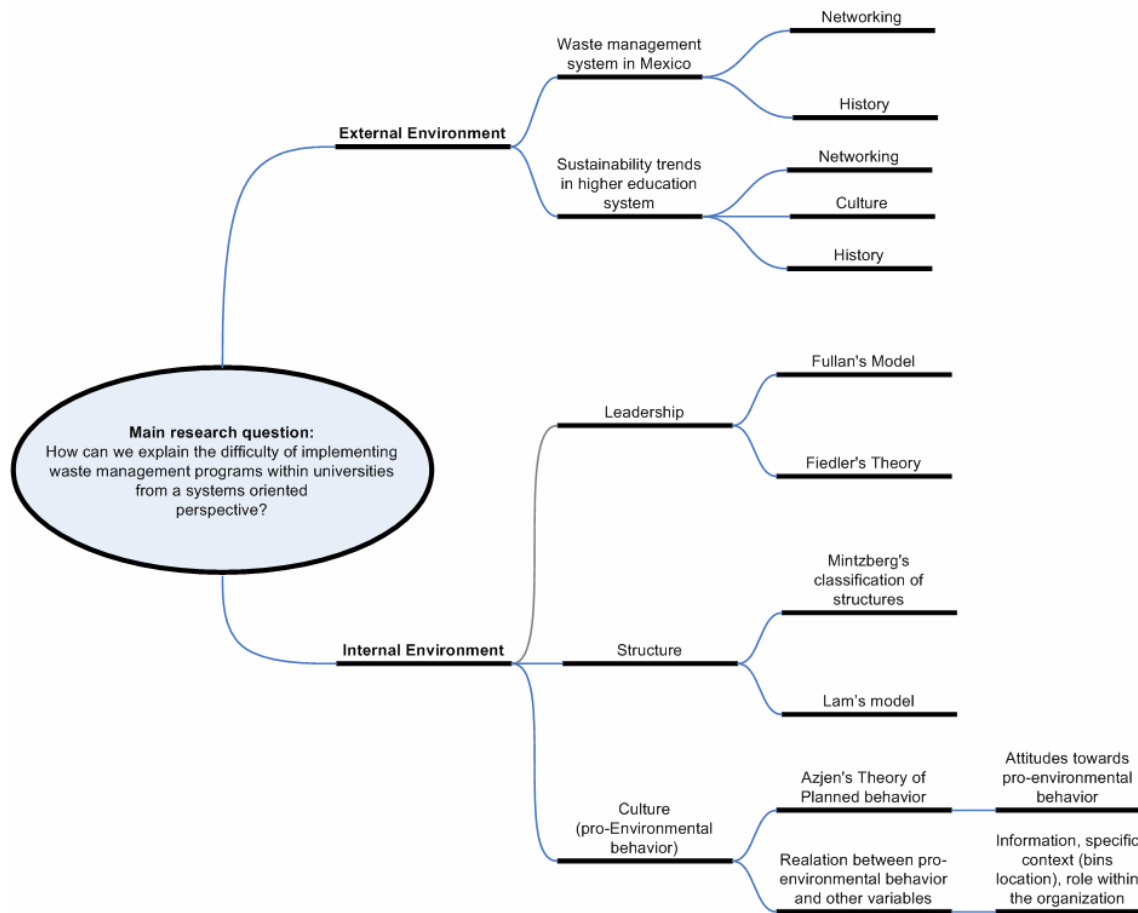 Networking
Waste management
system in Mexico
History
External Environment
Sustainability trends
in higher education
system
Networking
Culture
History
Main research question:
How can we explain the difficulty of implementing
waste management programs within universities
from a systems oriented
perspective?
Fullan's Model
Leadership
Fiedler's Theory
Mintzberg's
classification of
structures
Internal Environment
Structure
Lam's model
Culture
(pro-Environmental
behavior)
Azjen's Theory of
Planned behavior
Attitudes towards
pro-environmental
behavior
Realation between pro-
environmental behavior
and other variables
Information, specific
context (bins
location), role within
the organization